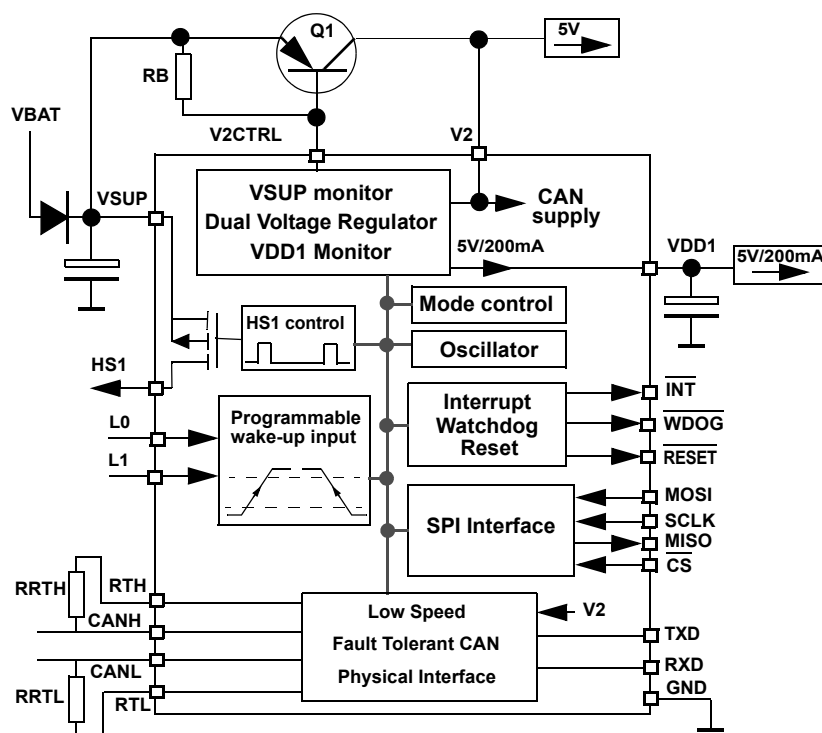 Q1
5V
RB
VBAT
V2CTRL
V2
VSUP
VSUP monitor
Dual Voltage Regulator
VDD1 Monitor
CAN
supply
5V/200mA
VDD1
5V/200mA
Mode control
HS1 control
Oscillator
HS1
INT
L0
Programmable
wake-up input
Interrupt
Watchdog
Reset
WDOG
L1
RESET
MOSI
SPI Interface
SCLK
MISO
CS
RRTH
RTH
Low Speed
Fault Tolerant CAN
Physical Interface
V2
CANH
TXD
CANL
RXD
RRTL
RTL
GND